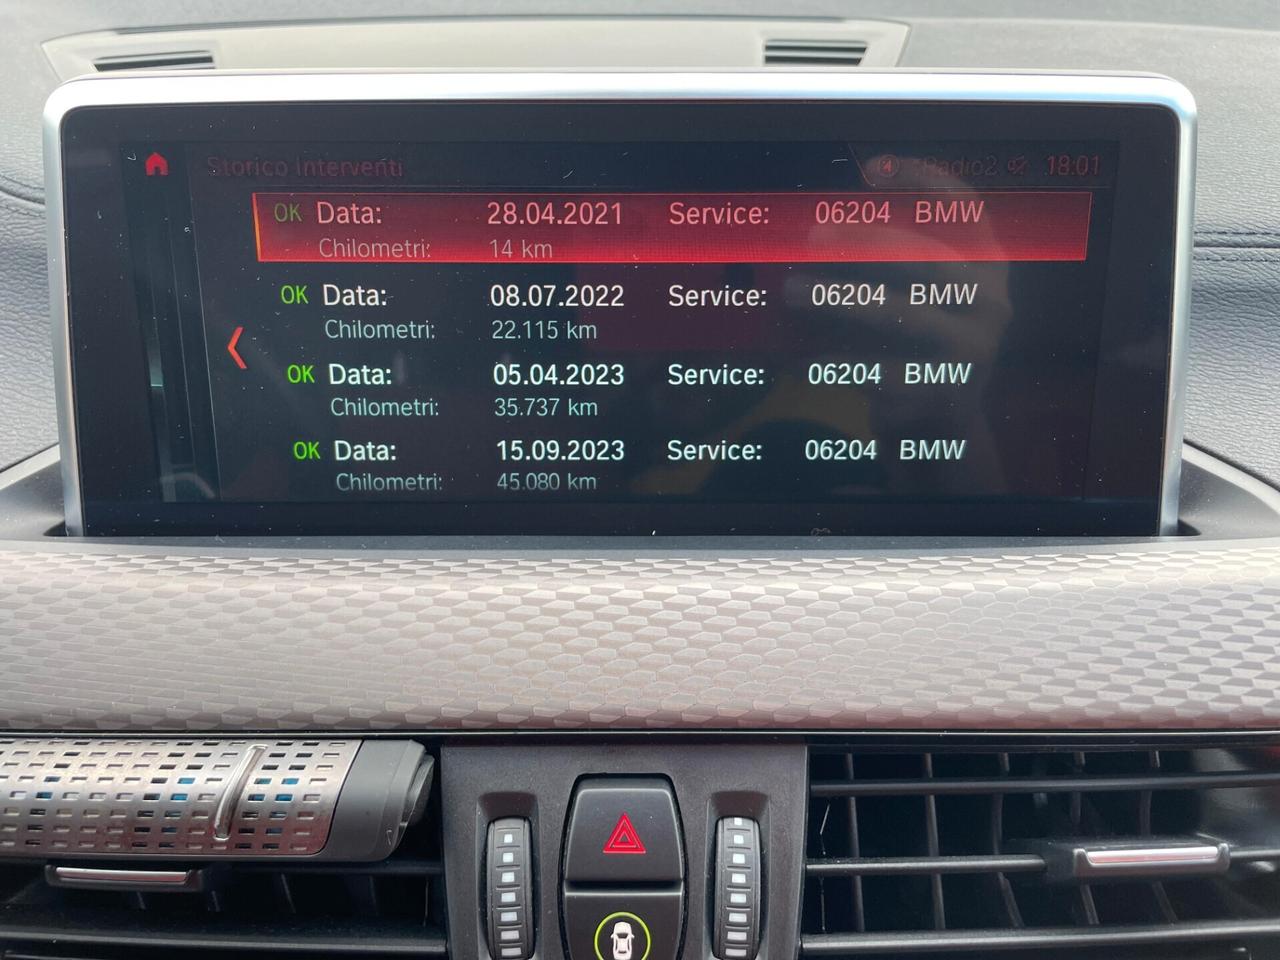 Storico Interventi Radio2 18:01
OK Data: 28.04.2021 Service: 06204 BMW
Chilometri: 14 km
OK Data: 08.07.2022 Service: 06204 BMW
Chilometri: 22.115 km
OK Data: 05.04.2023 Service: 06204 BMW
Chilometri: 35.737 km
OK Data: 15.09.2023 Service: 06204 BMW
Chilometri: 45.080 km